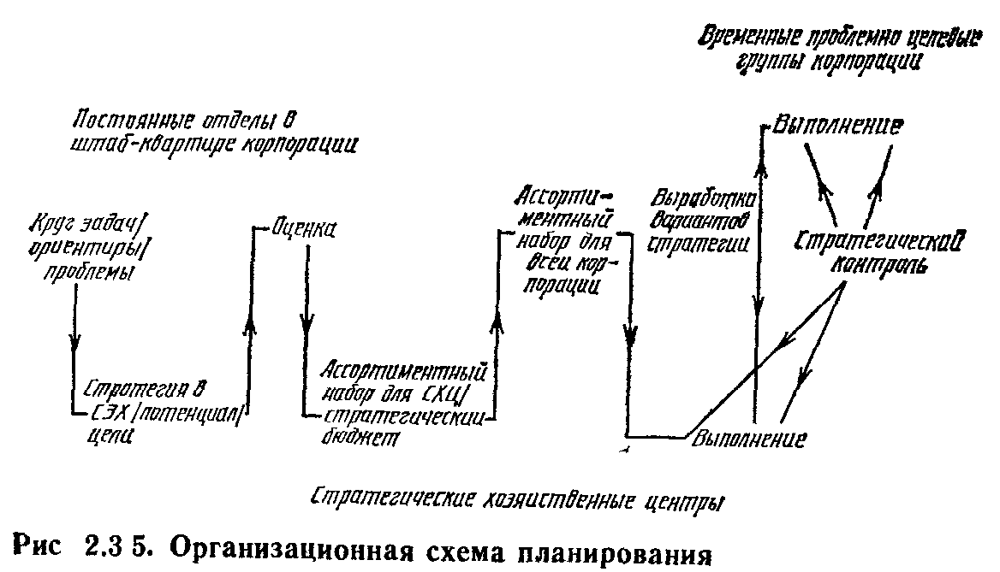 Временные проблемно целевые
группы корпорации
Постоянные отделы в
штаб-квартире корпорации
Выполнение
Круг задач/
ориентиры/
проблемы
Оценка
Ассорти-
ментный
набор для
всей кор-
порации
Выработка
вариантов
стратегии
Стратегический
контроль
Стратегия в
СЗХ/потенциал/
цели
Ассортиментный
набор для СХЦ/
стратегический
бюджет
Выполнение
Стратегические хозяйственные центры
Рис 2.3 5. Организационная схема планирования